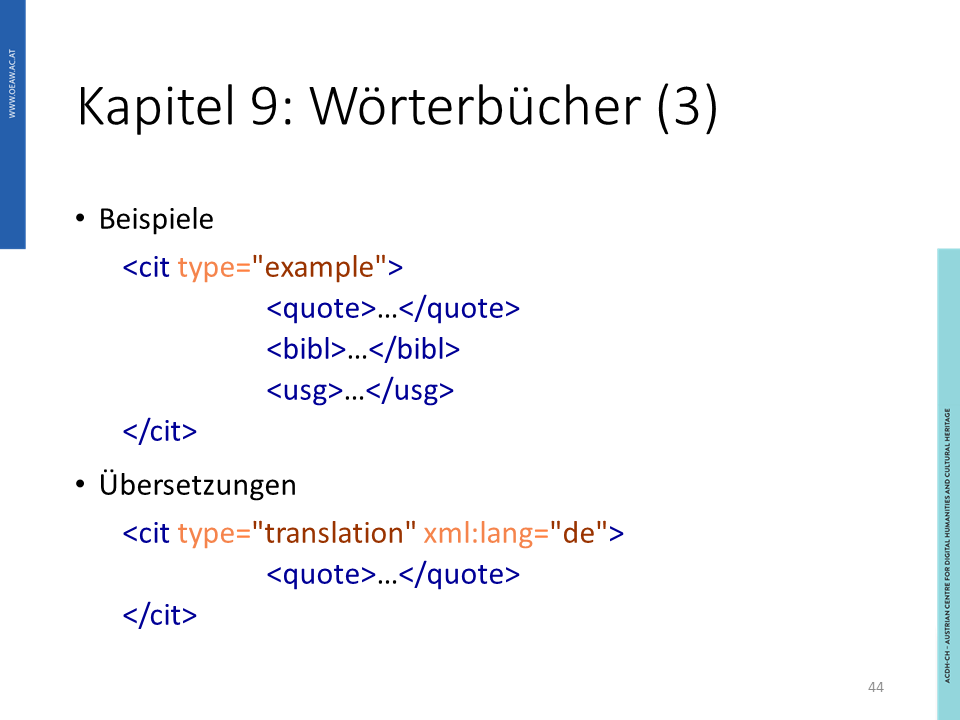 WWW.OEAW.AC.AT
Kapitel 9: Wörterbücher (3)
• Beispiele
<cit type="example">
<quote>…</quote>
<bibl>…</bibl>
<usg>…</usg>
</cit>
• Übersetzungen
<cit type="translation" xml:lang="de">
<quote>…</quote>
</cit>
ACDH-CH – AUSTRIAN CENTRE FOR DIGITAL HUMANITIES AND CULTURAL HERITAGE
44